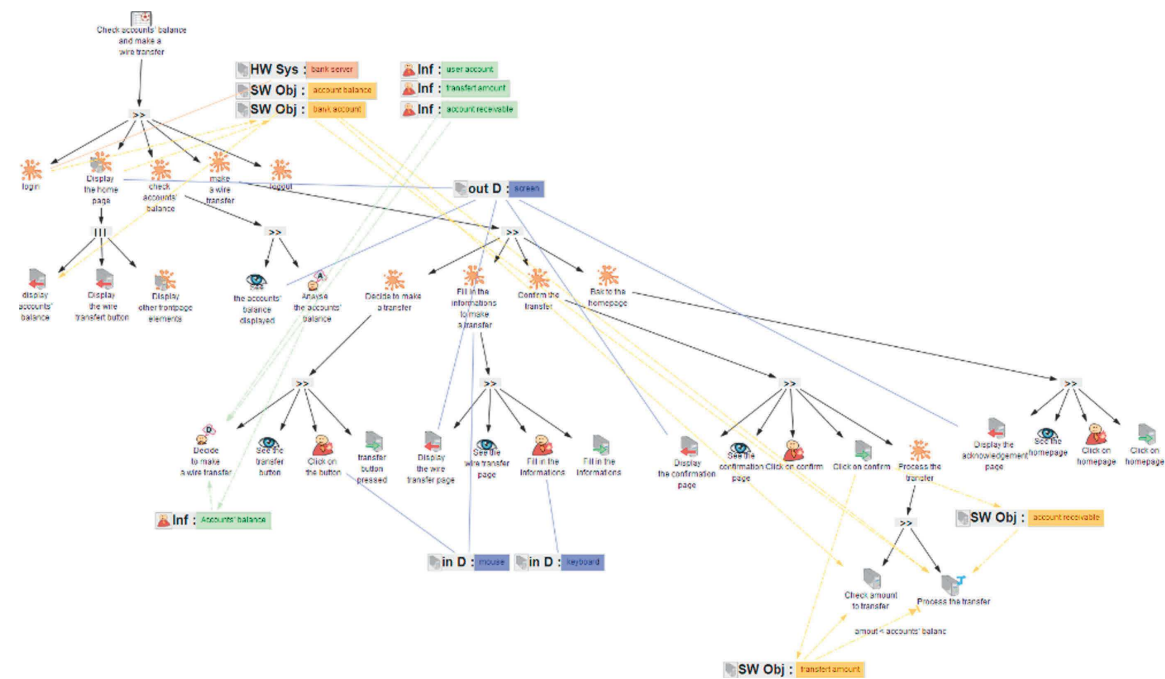 Check accounts' balance
and make a
wire transfer
HW Sys : bank server
SW Obj : account balance
SW Obj : bank account
Inf : user account
Inf : transfert amount
Inf : account receivable
>>
login
Display
the home
page
check
accounts'
balance
make
a wire
transfer
logout
out D : screen
|||
>>
>>
display
accounts'
balance
Display
the wire
transfert button
Display
other frontpage
elements
See
the accounts'
balance
displayed
Anayse
the accounts'
balance
Decide to make
a transfer
Fill in the
informations
to make
a transfer
Confirm the
transfer
Bak to the
homepage
>>
>>
>>
>>
Decide
to make
a wire transfer
See the
transfer
button
Click on
the button
transfer
button
pressed
Display
the wire
transfer page
See the
wire transfer
page
Fill in the
informations
Fill in the
informations
Display
the confirmation
page
See the
confirmation
page
Click on confirm
Click on confirm
Process the
transfer
Display the
acknowledgement
page
See the
homepage
Click on
homepage
Click on
homepage
Inf : Accounts' balance
in D : mouse
in D : keyboard
>>
SW Obj : account receivable
Check amount
to transfer
Process the transfer
amout < accounts' balanc
SW Obj : transfert amount